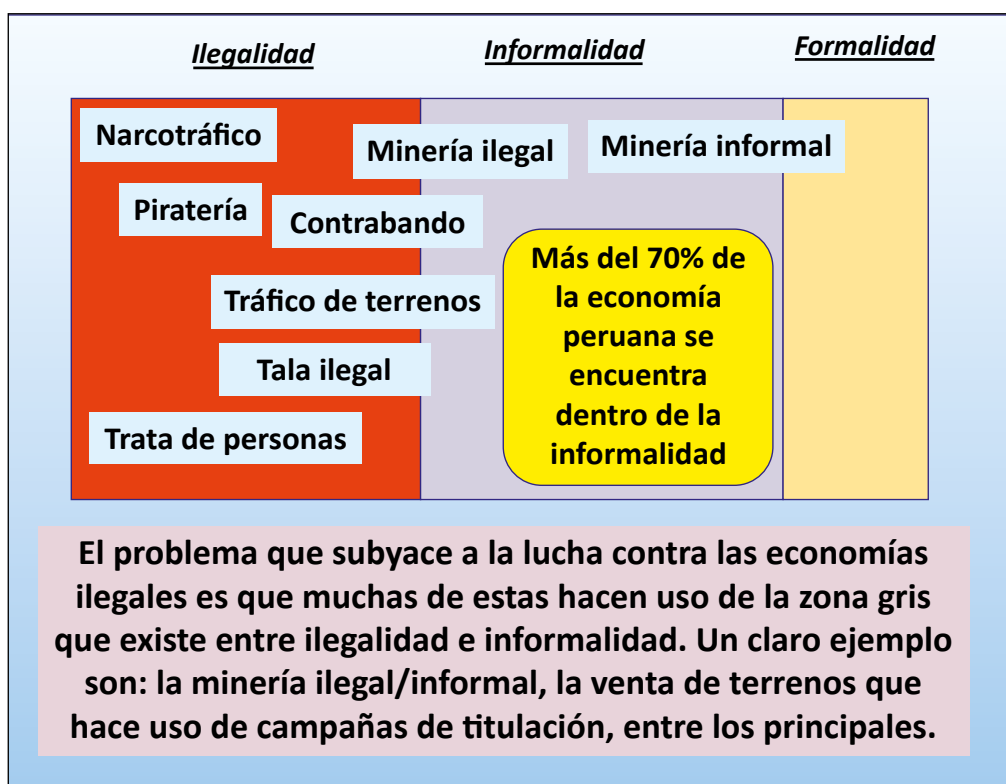 Ilegalidad
Informalidad
Formalidad
Narcotráfico
Minería ilegal
Minería informal
Piratería
Contrabando
Tráfico de terrenos
Tala ilegal
Trata de personas
Más del 70% de
la economía
peruana se
encuentra
dentro de la
informalidad
El problema que subyace a la lucha contra las economías
ilegales es que muchas de estas hacen uso de la zona gris
que existe entre ilegalidad e informalidad. Un claro ejemplo
son: la minería ilegal/informal, la venta de terrenos que
hace uso de campañas de titulación, entre los principales.